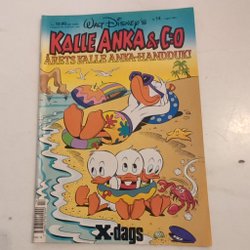 WALT DISNEY'S
KALLE ANKA & C:O
ÅRETS KALLE ANKA-HANDDUK!
X-dags